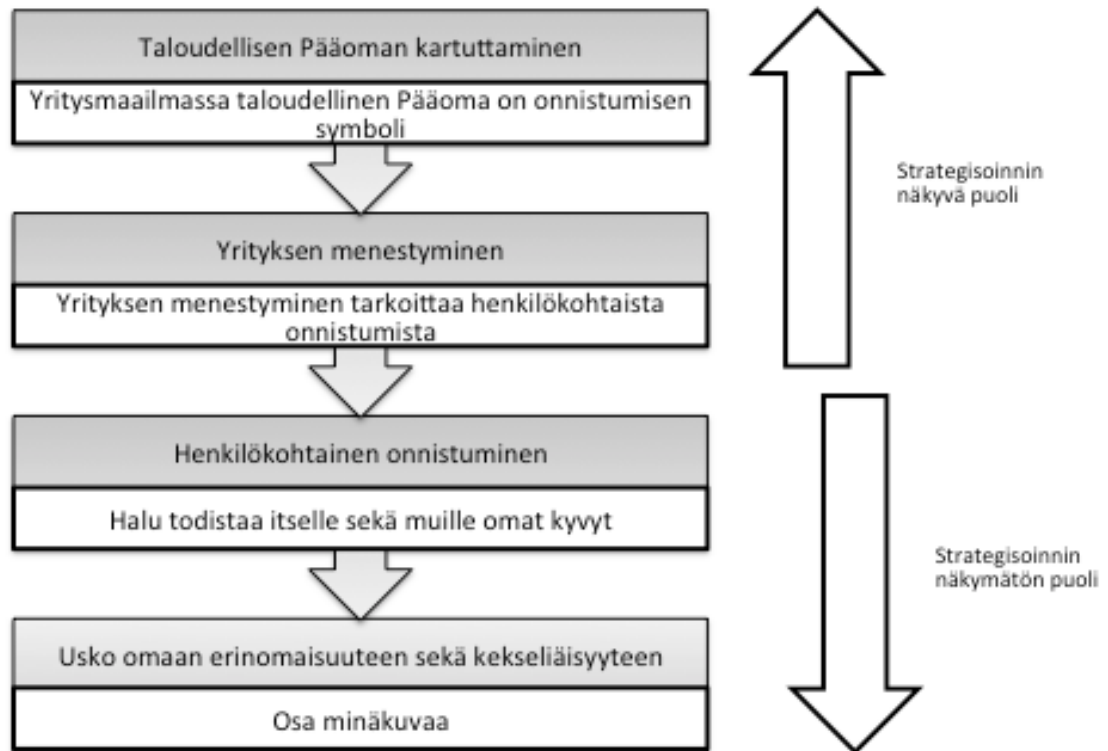 Taloudellisen Pääoman kartuttaminen
Yritysmaailmassa taloudellinen Pääoma on onnistumisen
symboli
Yrityksen menestyminen
Yrityksen menestyminen tarkoittaa henkilökohtaista
onnistumista
Henkilökohtainen onnistuminen
Halu todistaa itselle sekä muille omat kyvyt
Usko omaan erinomaisuuteen sekä kekseliäisyyteen
Osa minäkuvaa
Strategisoinnin
näkyvä puoli
Strategisoinnin
näkymätön puoli